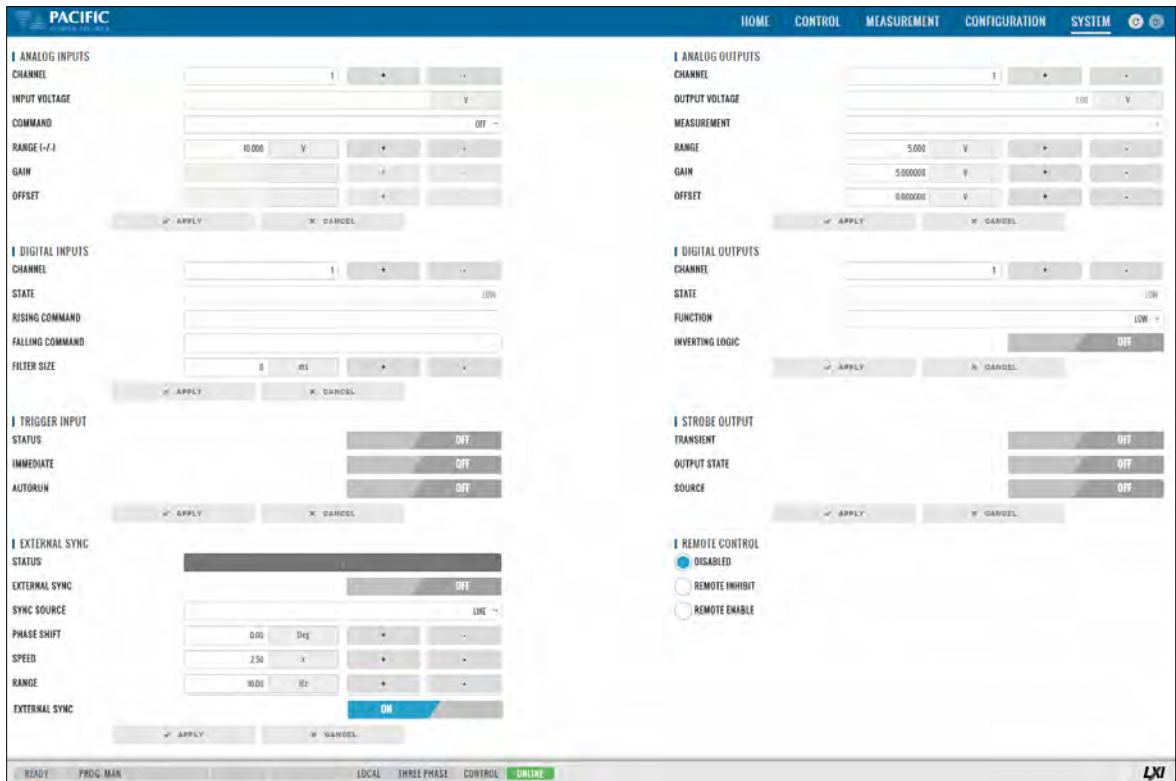 PACIFIC
HOME CONTROL MEASUREMENT CONFIGURATION SYSTEM
ANALOG INPUTS
CHANNEL 1 + -
INPUT VOLTAGE V
COMMAND OFF
RANGE (+/-) 10.000 V + -
GAIN +
OFFSET +
APPLY CANCEL
DIGITAL INPUTS
CHANNEL 1 + -
STATE LOW
RISING COMMAND
FALLING COMMAND
FILTER SIZE 0 ms + -
APPLY CANCEL
TRIGGER INPUT
STATUS OFF
IMMEDIATE OFF
AUTORUN OFF
APPLY CANCEL
EXTERNAL SYNC
STATUS
EXTERNAL SYNC OFF
SYNC SOURCE LINE
PHASE SHIFT 0.00 Deg + -
SPEED 2.50 x + -
RANGE 10.00 Hz + -
EXTERNAL SYNC ON
APPLY CANCEL
ANALOG OUTPUTS
CHANNEL 1 + -
OUTPUT VOLTAGE V
MEASUREMENT
RANGE 5.000 V + -
GAIN 5.000000 V + -
OFFSET 0.000000 V + -
APPLY CANCEL
DIGITAL OUTPUTS
CHANNEL 1 + -
STATE LOW
FUNCTION LOW
INVERTING LOGIC OFF
APPLY CANCEL
STROBE OUTPUT
TRANSIENT OFF
OUTPUT STATE OFF
SOURCE OFF
APPLY CANCEL
REMOTE CONTROL
DISABLED
REMOTE INHIBIT
REMOTE ENABLE
READY PROG. MAN LOCAL THREE PHASE CONTROL ONLINE LXI